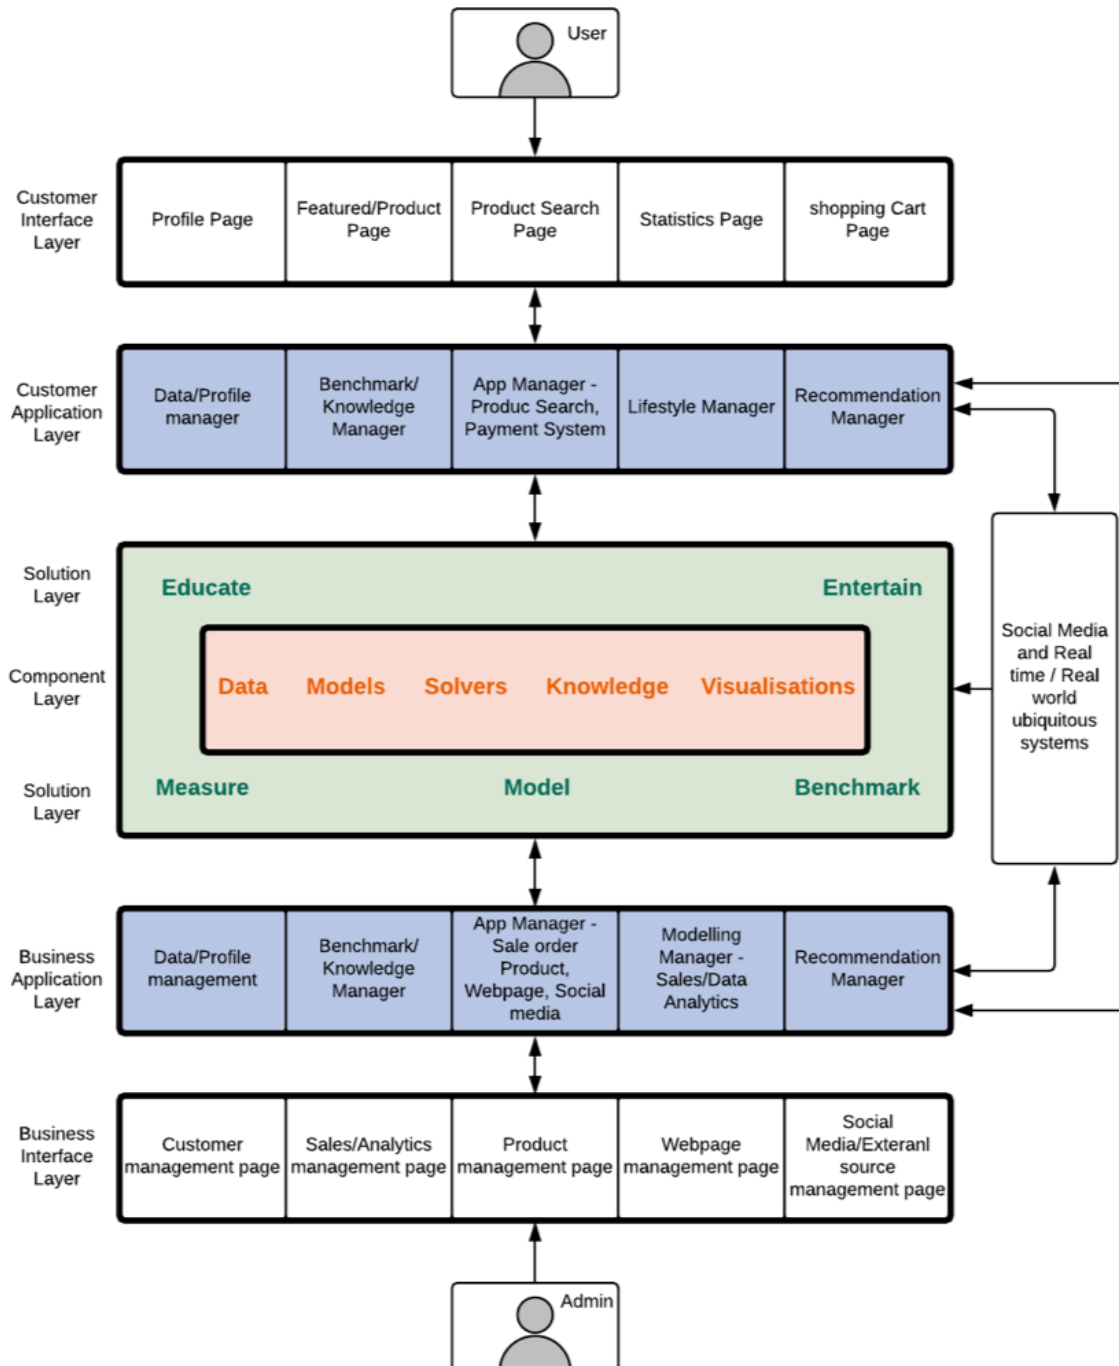 User
Customer
Interface
Layer
Profile Page
Featured/Product
Page
Product Search
Page
Statistics Page
shopping Cart
Page
Customer
Application
Layer
Data/Profile
manager
Benchmark/
Knowledge
Manager
App Manager -
Produc Search,
Payment System
Lifestyle Manager
Recommendation
Manager
Solution
Layer
Educate
Entertain
Component
Layer
Data
Models
Solvers
Knowledge
Visualisations
Social Media
and Real
time / Real
world
ubiquitous
systems
Solution
Layer
Measure
Model
Benchmark
Business
Application
Layer
Data/Profile
management
Benchmark/
Knowledge
Manager
App Manager -
Sale order
Product,
Webpage, Social
media
Modelling
Manager -
Sales/Data
Analytics
Recommendation
Manager
Business
Interface
Layer
Customer
management page
Sales/Analytics
management page
Product
management page
Webpage
management page
Social
Media/Exteranl
source
management page
Admin